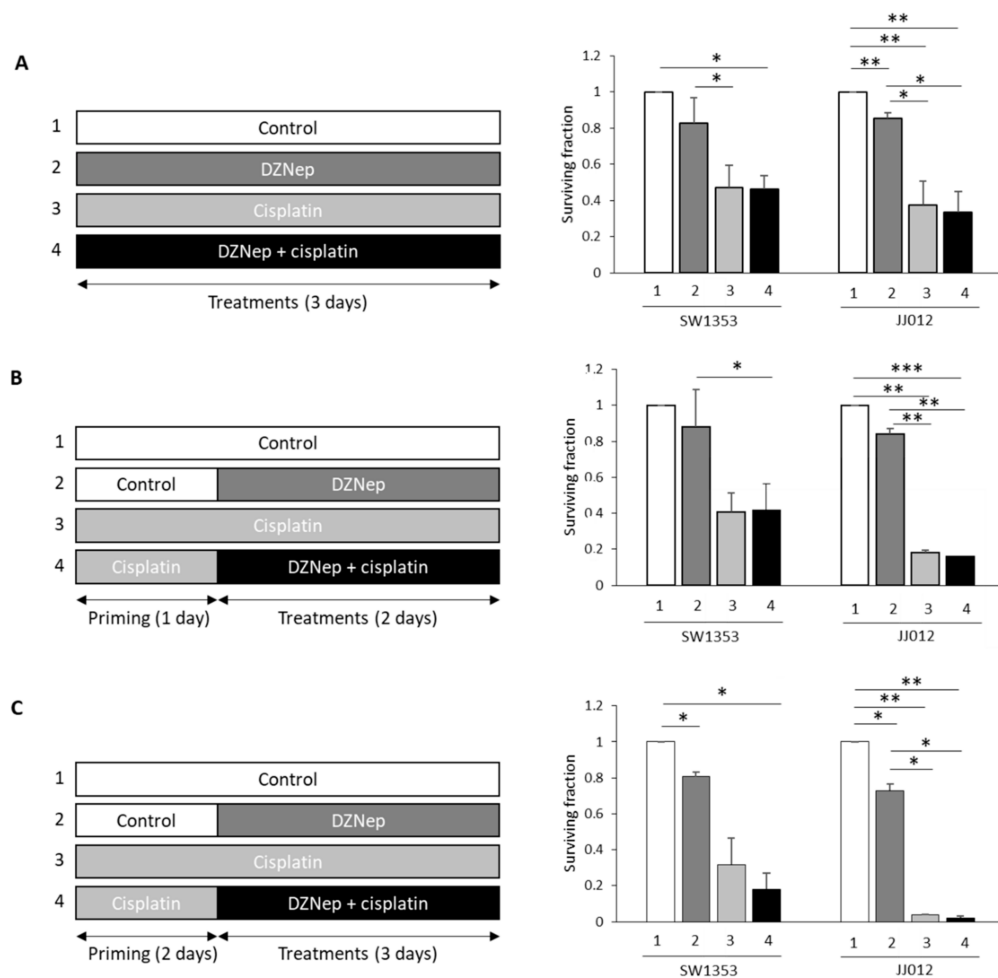 A
1 Control
2 DZNep
3 Cisplatin
4 DZNep + cisplatin
Treatments (3 days)
Surviving fraction
1.2
1
0.8
0.6
0.4
0.2
0
* *
** ** ** * *
1 2 3 4 1 2 3 4
SW1353 JJ012
B
1 Control
2 Control DZNep
3 Cisplatin
4 Cisplatin DZNep + cisplatin
Priming (1 day) Treatments (2 days)
Surviving fraction
1.2
1
0.8
0.6
0.4
0.2
0
*
*** ** ** **
1 2 3 4 1 2 3 4
SW1353 JJ012
C
1 Control
2 Control DZNep
3 Cisplatin
4 Cisplatin DZNep + cisplatin
Priming (2 days) Treatments (3 days)
Surviving fraction
1.2
1
0.8
0.6
0.4
0.2
0
* *
** ** * * *
1 2 3 4 1 2 3 4
SW1353 JJ012